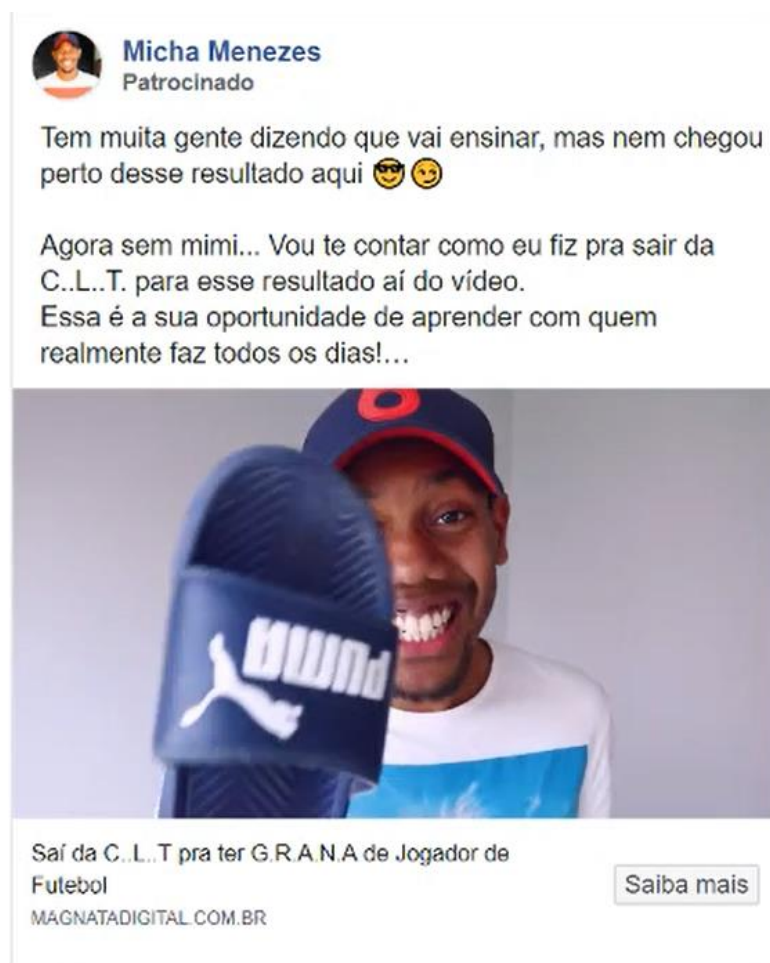 Micha Menezes
Patrocinado
Tem muita gente dizendo que vai ensinar, mas nem chegou
perto desse resultado aqui 😎😏
Agora sem mimi... Vou te contar como eu fiz pra sair da
C..L..T. para esse resultado aí do vídeo.
Essa é a sua oportunidade de aprender com quem
realmente faz todos os dias!...
PUMA
Saí da C..L..T pra ter G.R.A.N.A de Jogador de
Futebol
Saiba mais
MAGNATADIGITAL.COM.BR